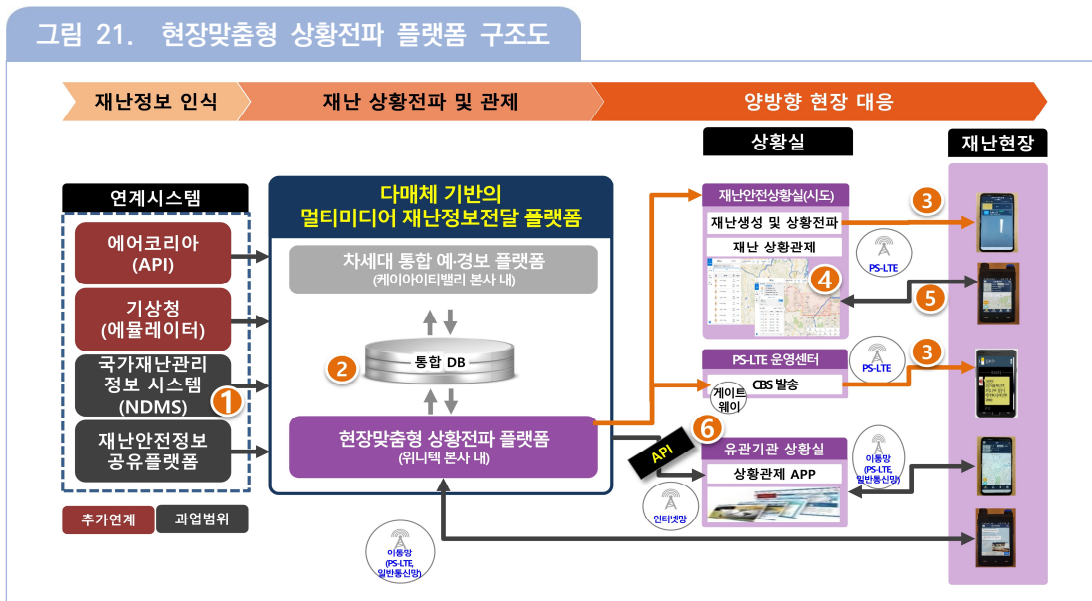 그림 21. 현장맞춤형 상황전파 플랫폼 구조도
재난정보 인식
재난 상황전파 및 관제
양방향 현장 대응
상황실
재난현장
연계시스템
에어코리아
(API)
기상청
(에뮬레이터)
국가재난관리
정보 시스템
(NDMS)
1
재난안전정보
공유플랫폼
추가연계
과업범위
다매체 기반의
멀티미디어 재난정보전달 플랫폼
차세대 통합 예·경보 플랫폼
(케이아이티밸리 본사 내)
2
통합 DB
현장맞춤형 상황전파 플랫폼
(위니텍 본사 내)
이동망
(PS-LTE,
일반통신망)
재난안전상황실(시도)
재난생성 및 상황전파
재난 상황관제
4
3
PS-LTE
5
PS-LTE 운영센터
CBS 발송
게이트
웨이
PS-LTE
3
API
6
인터넷망
유관기관 상황실
상황관제 APP
이동망
(PS-LTE,
일반통신망)